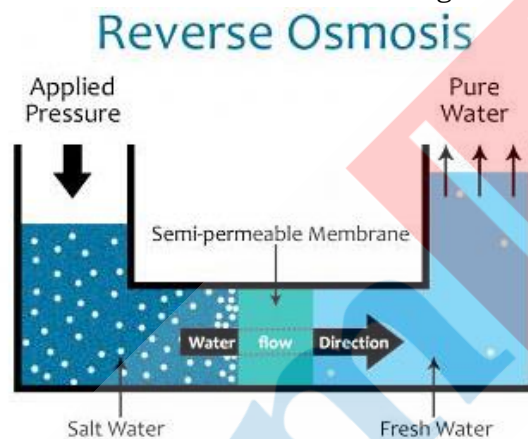 Reverse Osmosis
Applied
Pressure
Pure
Water
Semi-permeable Membrane
Water flow Direction
Salt Water
Fresh Water